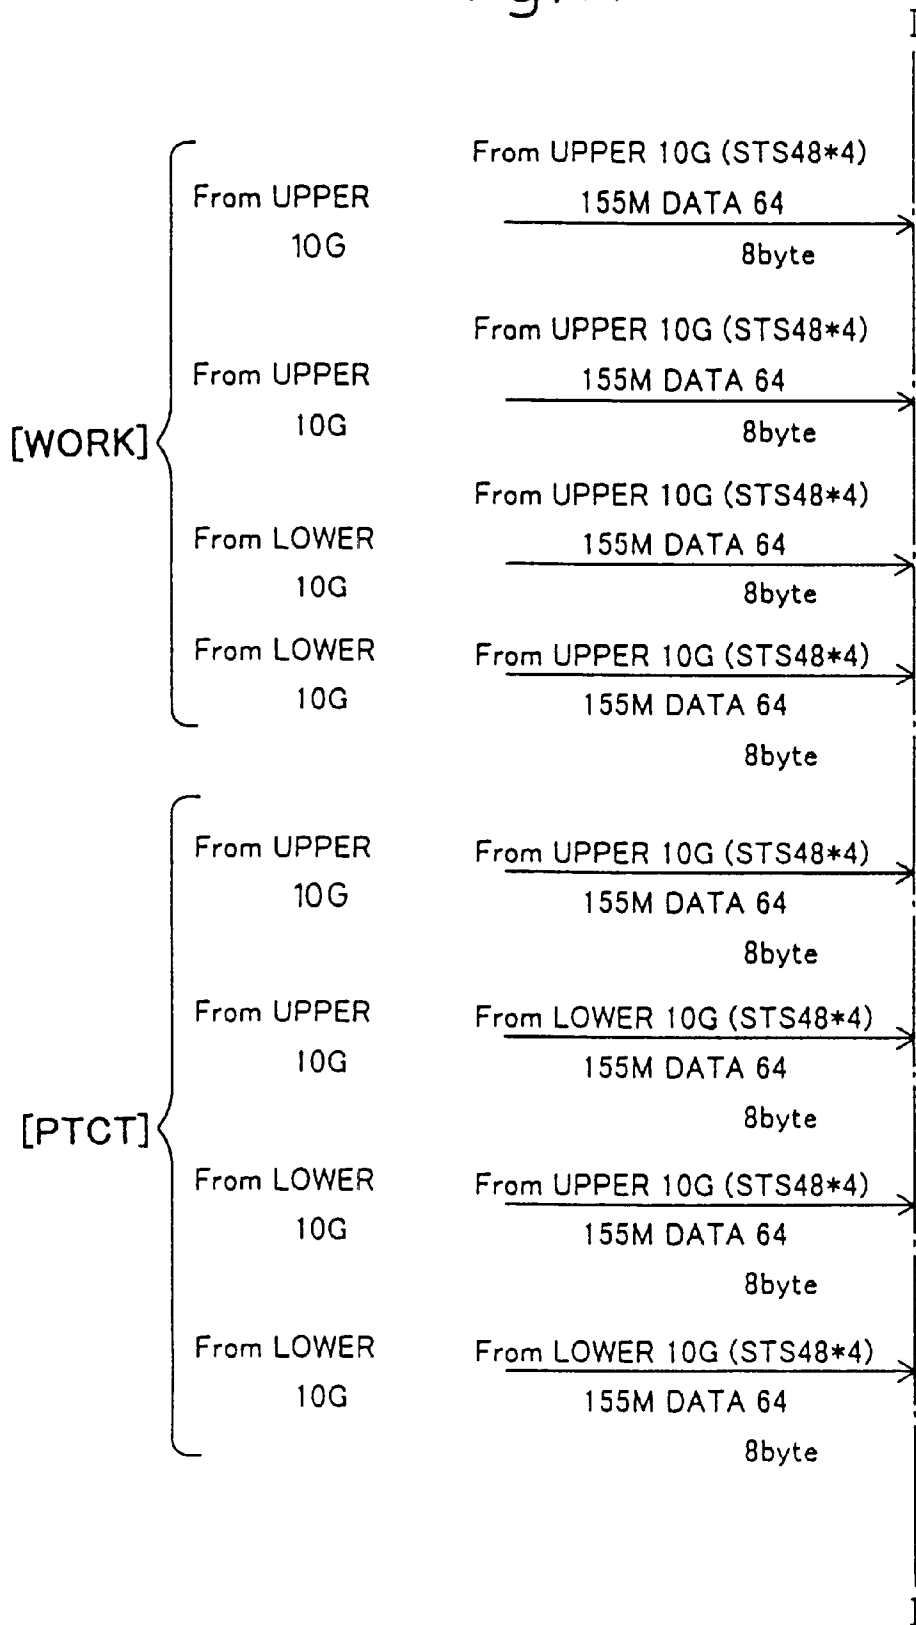 From UPPER 10G (STS48*4)
From UPPER
10G
155M DATA 64
8byte
From UPPER 10G (STS48*4)
From UPPER
10G
155M DATA 64
8byte
[WORK]
From UPPER 10G (STS48*4)
From LOWER
10G
155M DATA 64
8byte
From LOWER
10G
From UPPER 10G (STS48*4)
155M DATA 64
8byte
From UPPER
10G
From UPPER 10G (STS48*4)
155M DATA 64
8byte
From UPPER
10G
From LOWER 10G (STS48*4)
155M DATA 64
8byte
[PTCT]
From LOWER
10G
From UPPER 10G (STS48*4)
155M DATA 64
8byte
From LOWER
10G
From LOWER 10G (STS48*4)
155M DATA 64
8byte